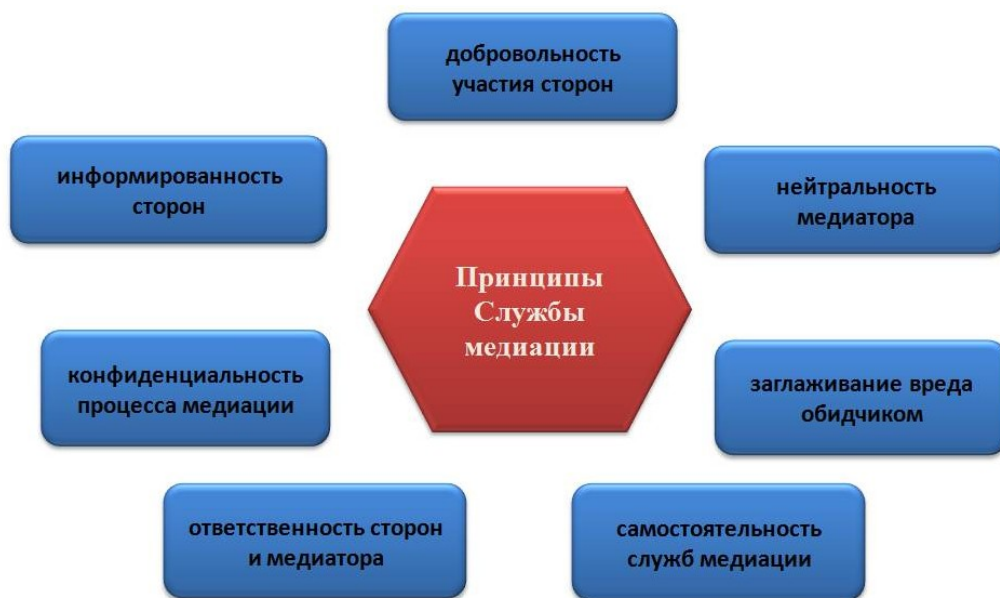 добровольность
участия сторон
информированность
сторон
нейтральность
медиатора
Принципы
Службы
медиации
конфиденциальность
процесса медиации
заглаживание вреда
обидчиком
ответственность сторон
и медиатора
самостоятельность
служб медиации